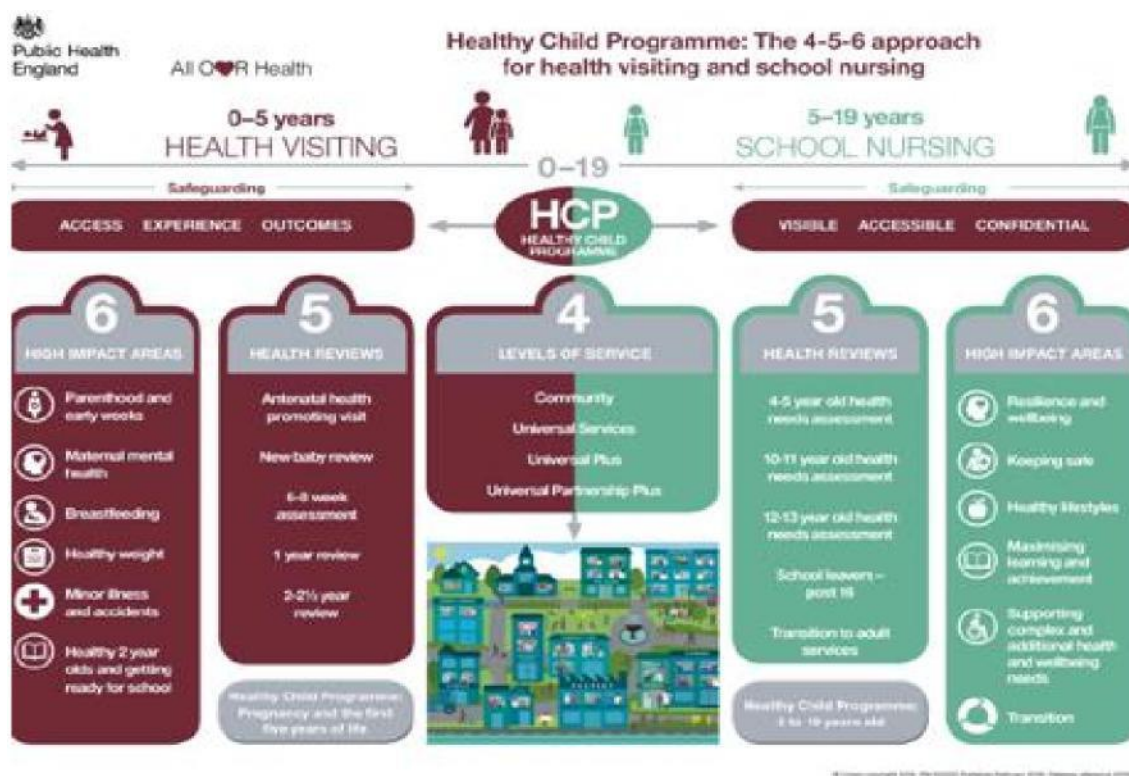 Public Health
England
All OUR Health
Healthy Child Programme: The 4-5-6 approach
for health visiting and school nursing
0–5 years
HEALTH VISITING
5–19 years
SCHOOL NURSING
0–19
Safeguarding
Safeguarding
ACCESS EXPERIENCE OUTCOMES
HCP
HEALTHY CHILD
PROGRAMME
VISIBLE ACCESSIBLE CONFIDENTIAL
6
HIGH IMPACT AREAS
Parenthood and
early weeks
Maternal mental
health
Breastfeeding
Healthy weight
Minor illness
and accidents
Healthy 2 year
olds and getting
ready for school
5
HEALTH REVIEWS
Antenatal health
promoting visit
New baby review
6-8 week
assessment
1 year review
2-2½ year
review
Healthy Child Programme:
Pregnancy and the first
five years of life
4
LEVELS OF SERVICE
Community
Universal Services
Universal Plus
Universal Partnership Plus
5
HEALTH REVIEWS
4-5 year old health
needs assessment
10-11 year old health
needs assessment
12-13 year old health
needs assessment
School leavers –
post 16
Transition to adult
services
Healthy Child Programme:
5 to 19 years old
6
HIGH IMPACT AREAS
Resilience and
wellbeing
Keeping safe
Healthy lifestyles
Maximising
learning and
achievement
Supporting
complex and
additional health
and wellbeing
needs
Transition